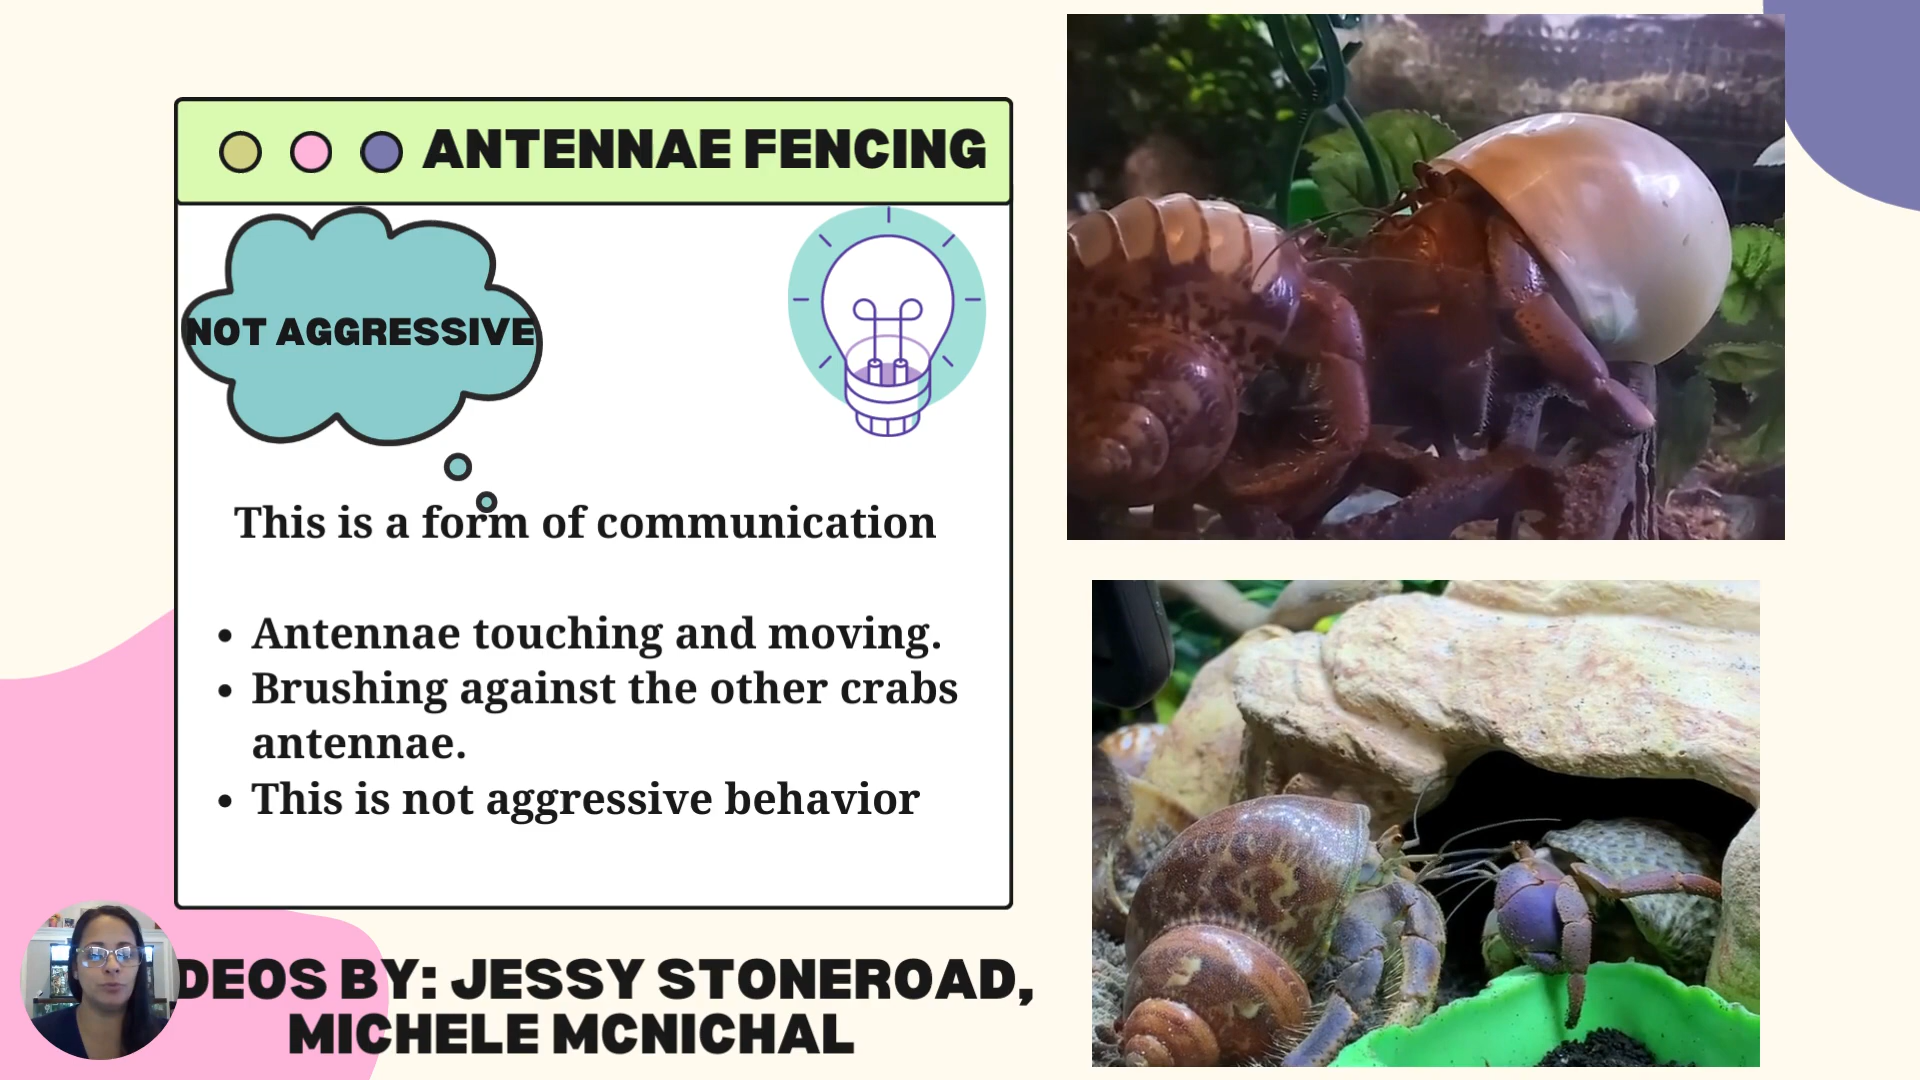 ANTENNAE FENCING
NOT AGGRESSIVE
This is a form of communication
• Antennae touching and moving.
• Brushing against the other crabs
antennae.
• This is not aggressive behavior
DEOS BY: JESSY STONEROAD,
MICHELE MCNICHAL